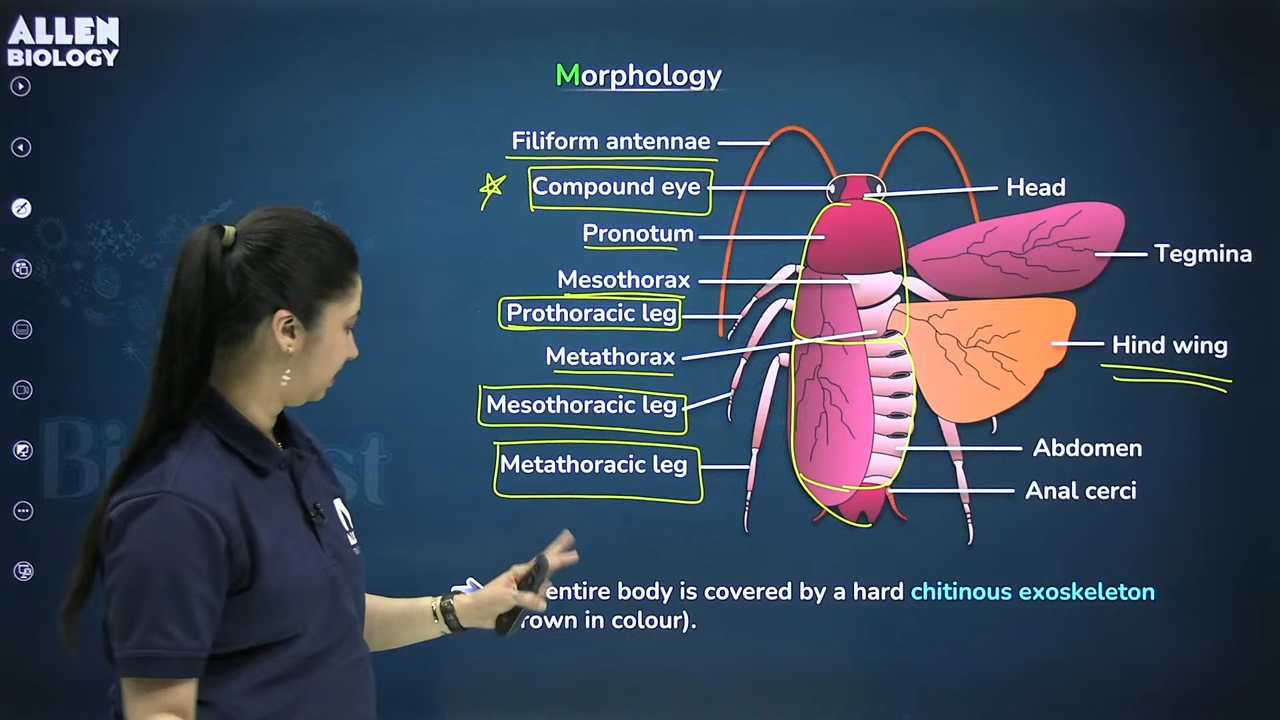 ALLEN
BIOLOGY
Morphology
Filiform antennae
Compound eye
Head
Pronotum
Tegmina
Mesothorax
Prothoracic leg
Hind wing
Metathorax
Mesothoracic leg
Abdomen
Metathoracic leg
Anal cerci
entire body is covered by a hard chitinous exoskeleton
rown in colour).